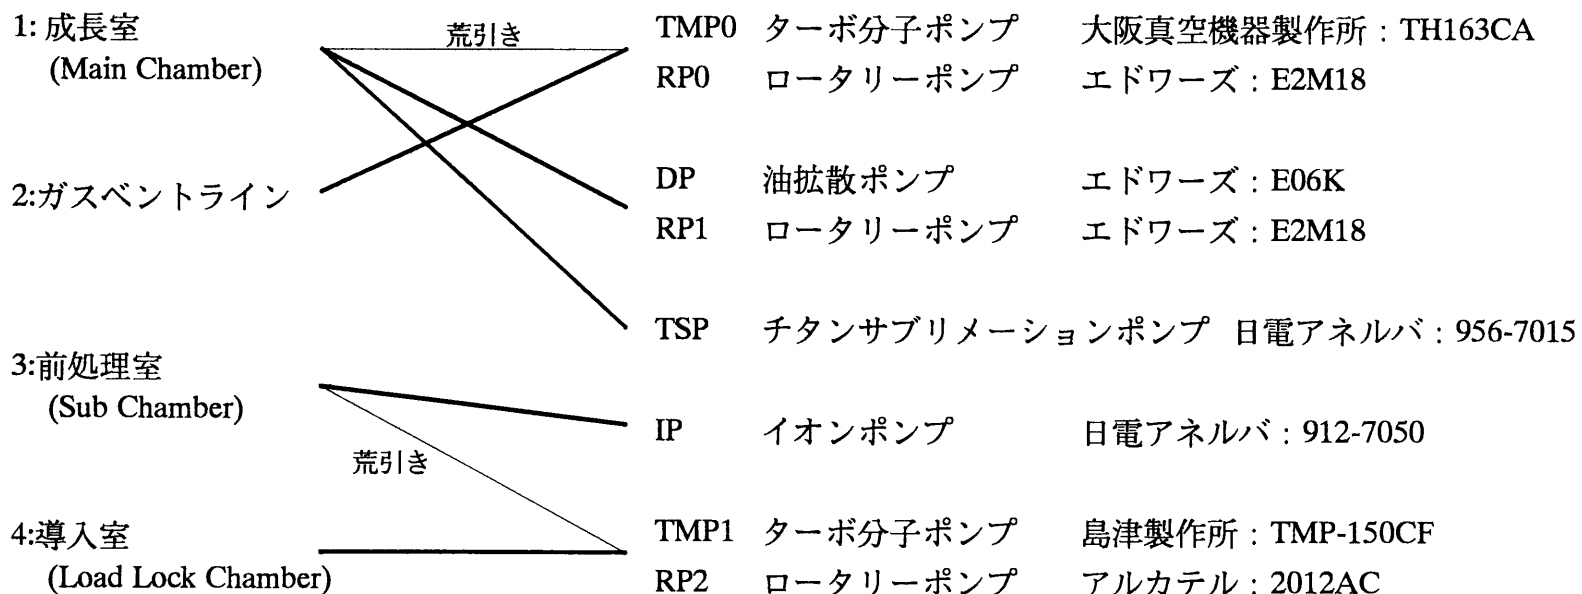 1: 成長室
(Main Chamber)
荒引き
TMP0 ターボ分子ポンプ 大阪真空機器製作所:TH163CA
RP0 ロータリーポンプ エドワーズ:E2M18
2:ガスベントライン
DP 油拡散ポンプ エドワーズ:E06K
RP1 ロータリーポンプ エドワーズ:E2M18
TSP チタンサブリメーションポンプ 日電アネルバ:956-7015
3:前処理室
(Sub Chamber)
IP イオンポンプ 日電アネルバ:912-7050
荒引き
4:導入室
(Load Lock Chamber)
TMP1 ターボ分子ポンプ 島津製作所:TMP-150CF
RP2 ロータリーポンプ アルカテル:2012AC